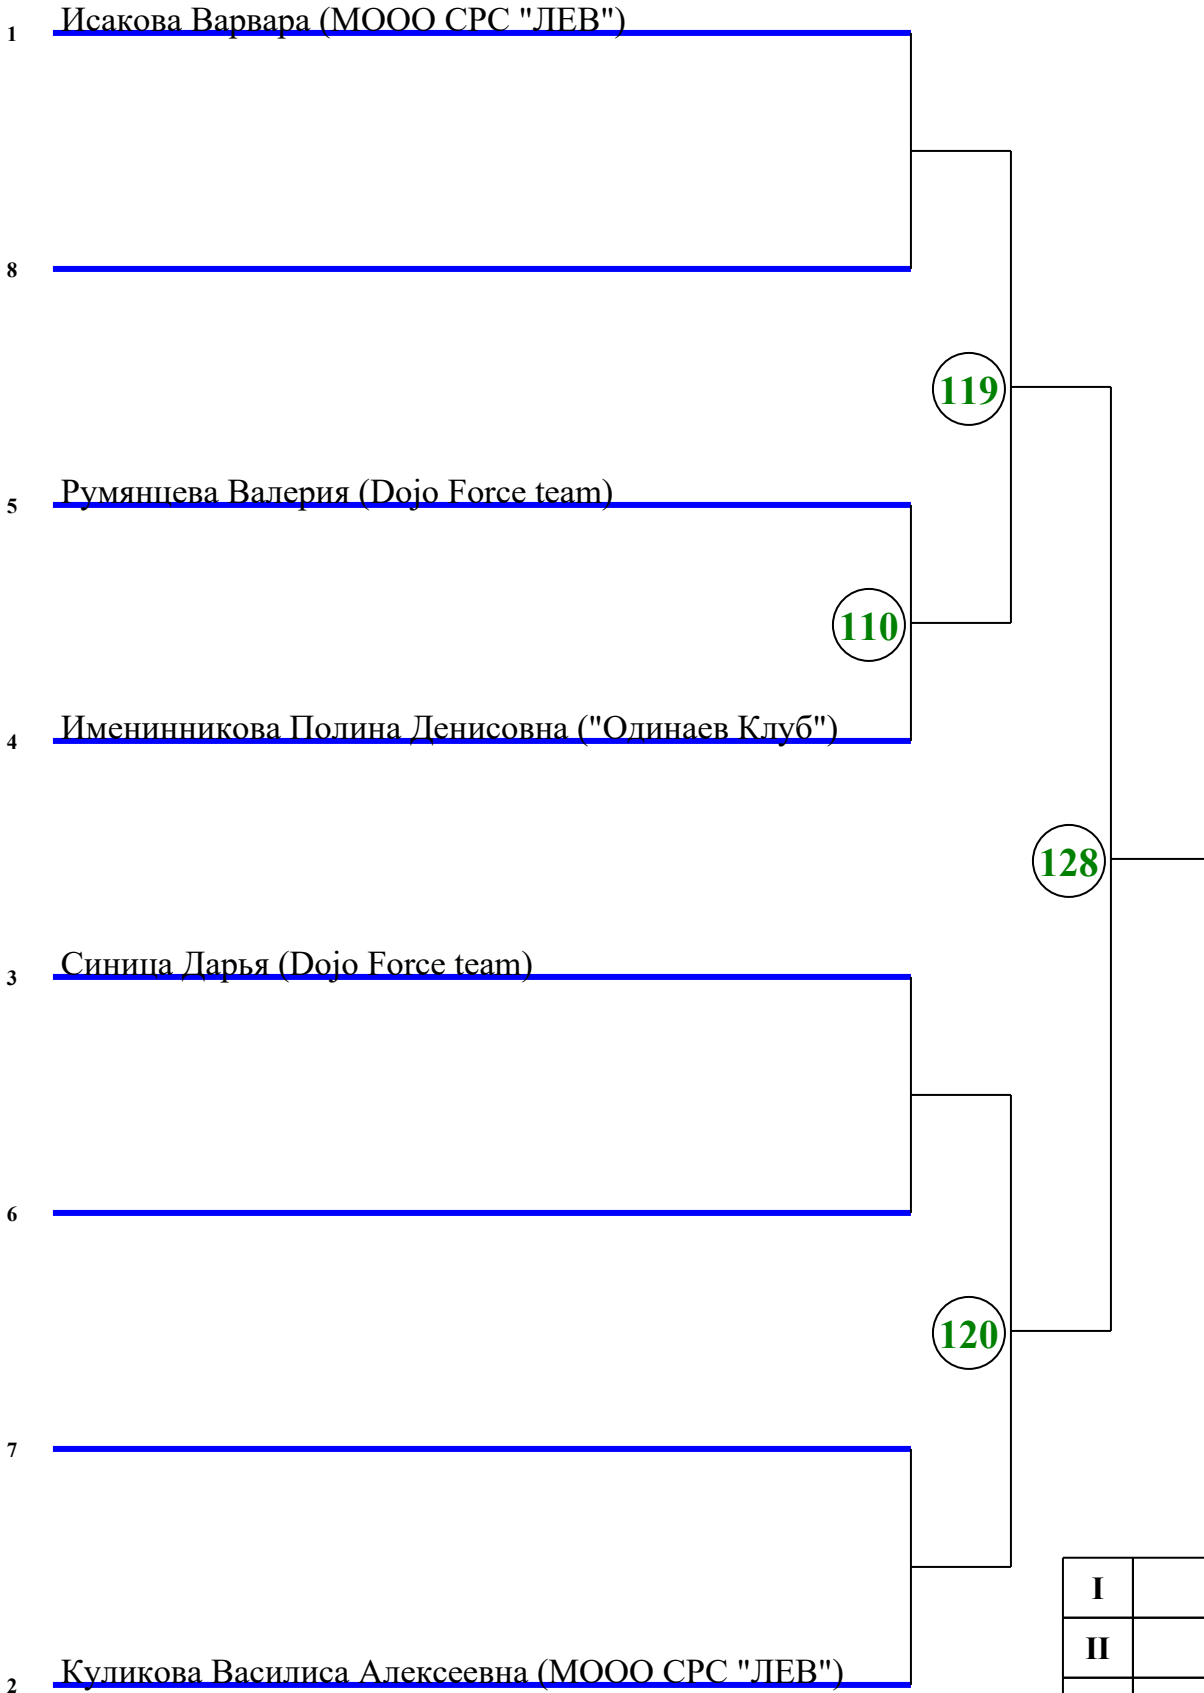 1 Исакова Варвара (МООО СРС "ЛЕВ")
8
119
5 Румянцева Валерия (Dojo Force team)
110
4 Именинникова Полина Денисовна ("Одинаев Клуб")
128
3 Синица Дарья (Dojo Force team)
6
120
7
I
II
2 Куликова Василиса Алексеевна (МООО СРС "ЛЕВ")